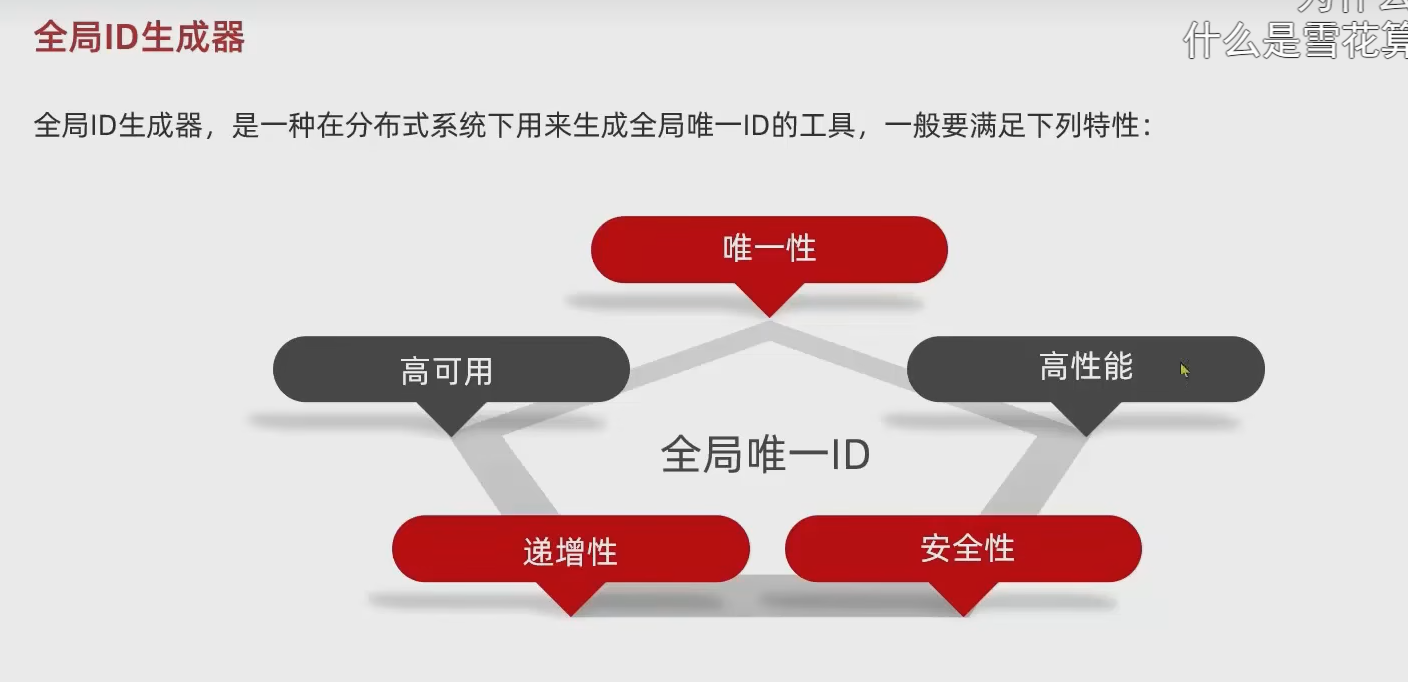 全局ID生成器
什么是雪花算
全局ID生成器，是一种在分布式系统下用来生成全局唯一ID的工具，一般要满足下列特性：
唯一性
高可用
高性能
全局唯一ID
递增性
安全性